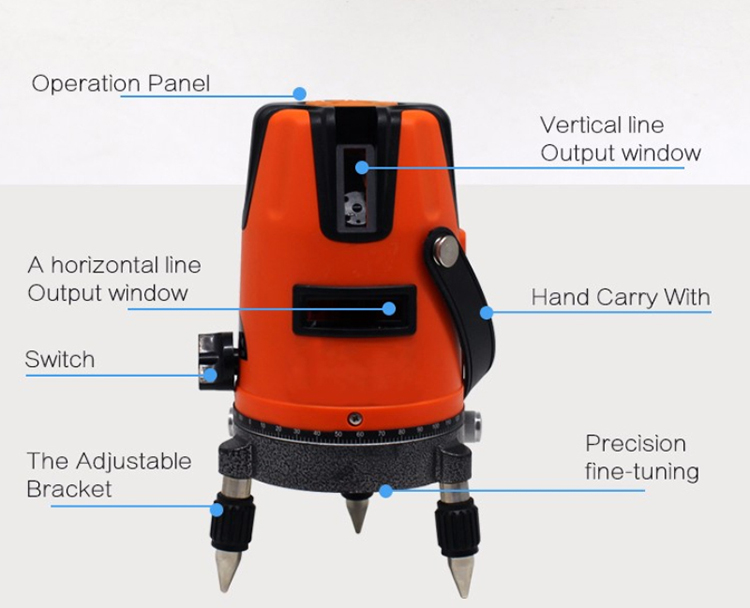 Operation Panel
Vertical line
Output window
A horizontal line
Output window
Hand Carry With
Switch
The Adjustable
Bracket
Precision
fine-tuning